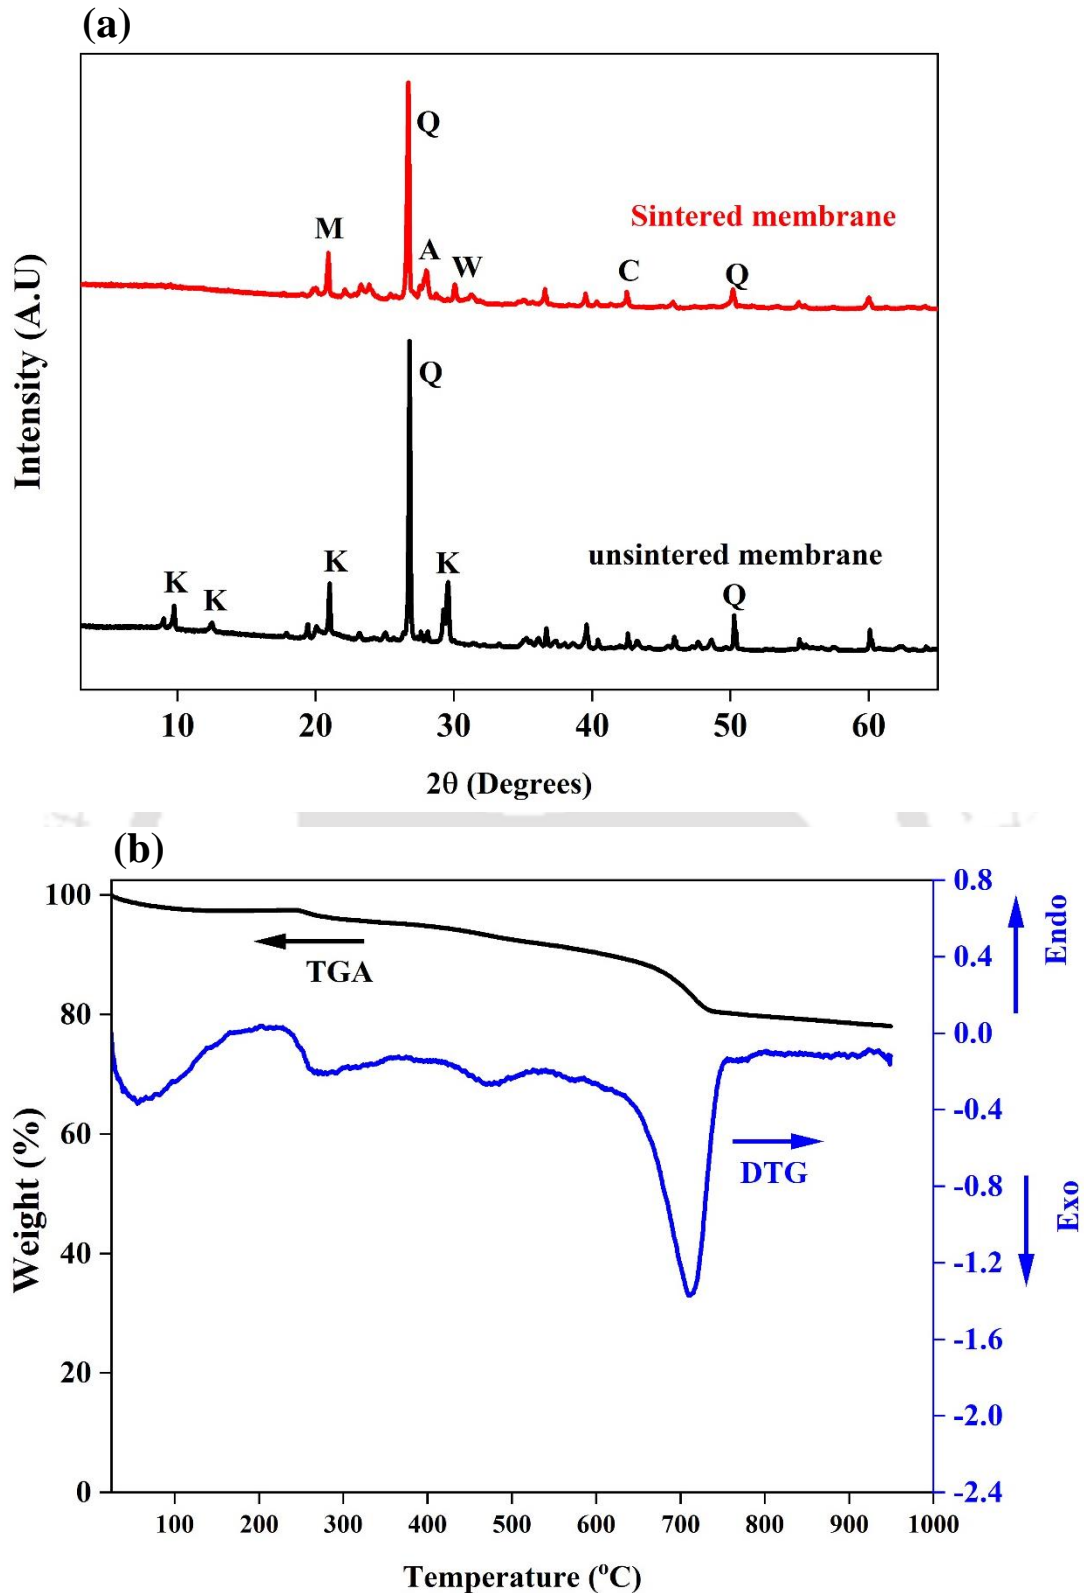 (a)
Q
Sintered membrane
M
A
W
C
Q
Q
unsintered membrane
K
K
K
K
Q
Intensity (A.U)
10 20 30 40 50 60
2θ (Degrees)
(b)
100
80
60
40
20
0
Weight (%)
TGA
DTG
0.8
0.4
0.0
-0.4
-0.8
-1.2
-1.6
-2.0
-2.4
Endo
Exo
100 200 300 400 500 600 700 800 900 1000
Temperature (°C)